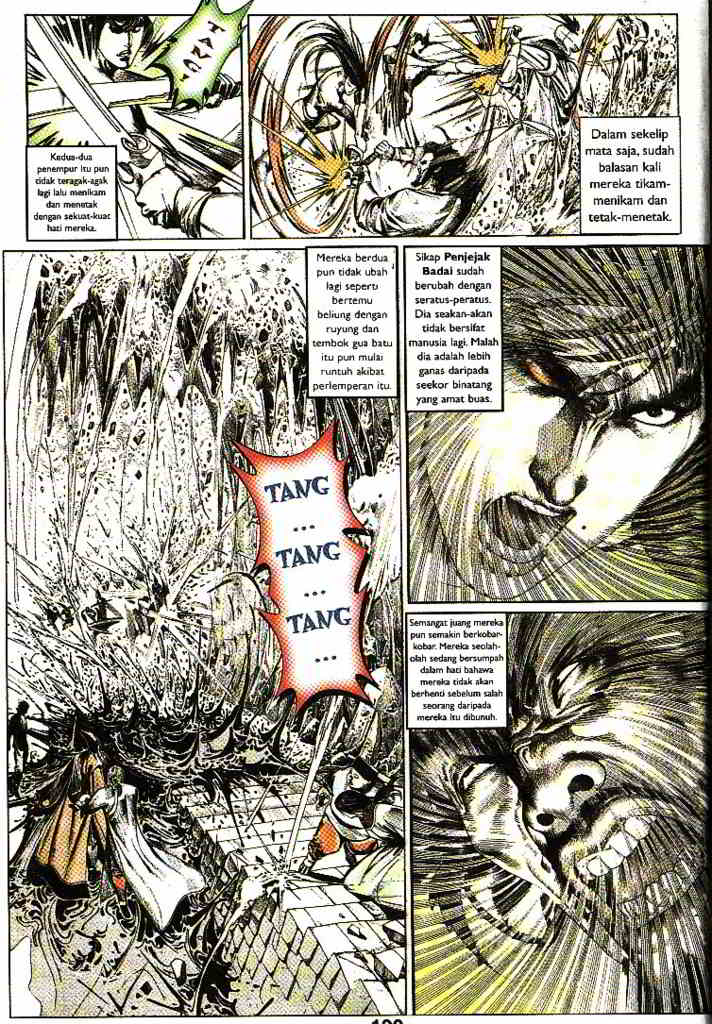 TANG!
Kedua-dua
penempur itu pun
tidak teragak-agak
lagi lalu menikam
dan menetak
dengan sekuat-kuat
hati mereka.
Dalam sekelip
mata saja, sudah
balasan kali
mereka tikam-
menikam dan
tetak-menetak.
Mereka berdua
pun tidak ubah
lagi seperti
bertemu
beliung dengan
ruyung dan
tembok gua batu
itu pun mulai
runtuh akibat
perlemperan itu.
TANG
...
TANG
...
TANG
...
Sikap Penjejak
Badai sudah
berubah dengan
seratus-peratus.
Dia seakan-akan
tidak bersifat
manusia lagi. Malah
dia adalah lebih
ganas daripada
seekor binatang
yang amat buas.
Semangat juang mereka
pun semakin berkobar-
kobar. Mereka seolah-
olah sedang bersumpah
dalam hati bahawa
mereka tidak akan
berhenti sebelum salah
seorang daripada
mereka itu dibunuh.